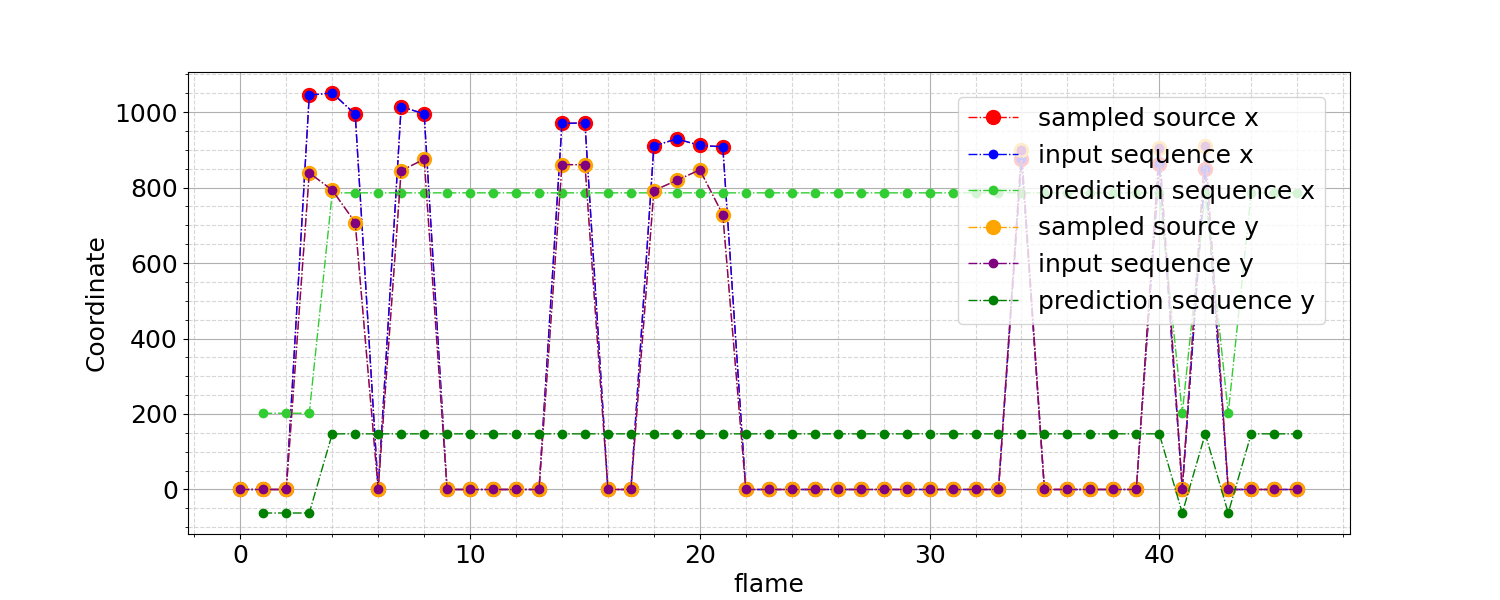 1000
800
600
400
200
0
Coordinate
sampled source x
input sequence x
prediction sequence x
sampled source y
input sequence y
prediction sequence y
0 10 20 30 40
flame